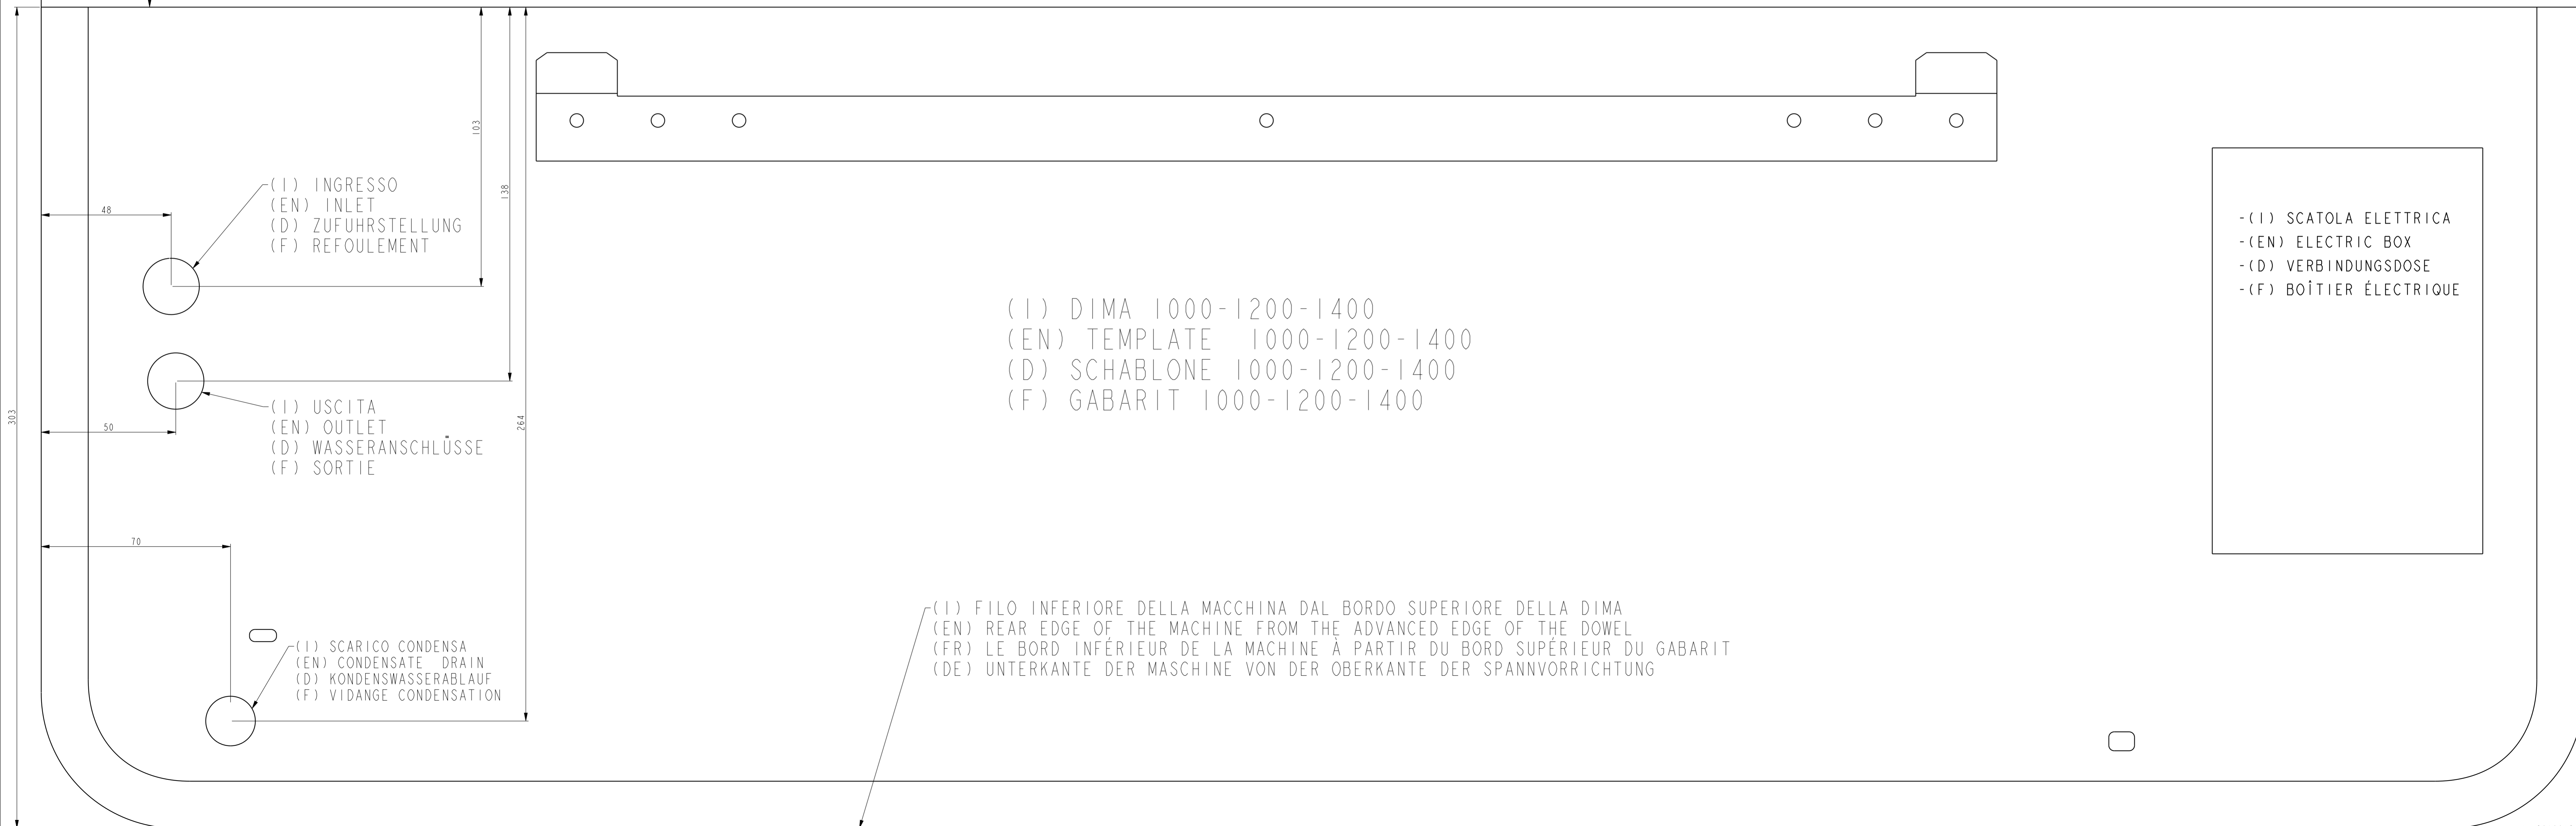 103
138
(I) INGRESSO
(EN) INLET
(D) ZUFUHRSTELLUNG
(F) REFOULEMENT
48
-(I) SCATOLA ELETTRICA
-(EN) ELECTRIC BOX
-(D) VERBINDUNGSDOSE
-(F) BOÎTIER ÉLECTRIQUE
(I) DIMA 1000-1200-1400
(EN) TEMPLATE 1000-1200-1400
(D) SCHABLONE 1000-1200-1400
(F) GABARIT 1000-1200-1400
303
264
50
(I) USCITA
(EN) OUTLET
(D) WASSERANSCHLÜSSE
(F) SORTIE
70
(I) SCARICO CONDENSA
(EN) CONDENSATE DRAIN
(D) KONDENSWASSERABLAUF
(F) VIDANGE CONDENSATION
(I) FILO INFERIORE DELLA MACCHINA DAL BORDO SUPERIORE DELLA DIMA
(EN) REAR EDGE OF THE MACHINE FROM THE ADVANCED EDGE OF THE DOWEL
(FR) LE BORD INFÉRIEUR DE LA MACHINE À PARTIR DU BORD SUPÉRIEUR DU GABARIT
(DE) UNTERKANTE DER MASCHINE VON DER OBERKANTE DER SPANNVORRICHTUNG